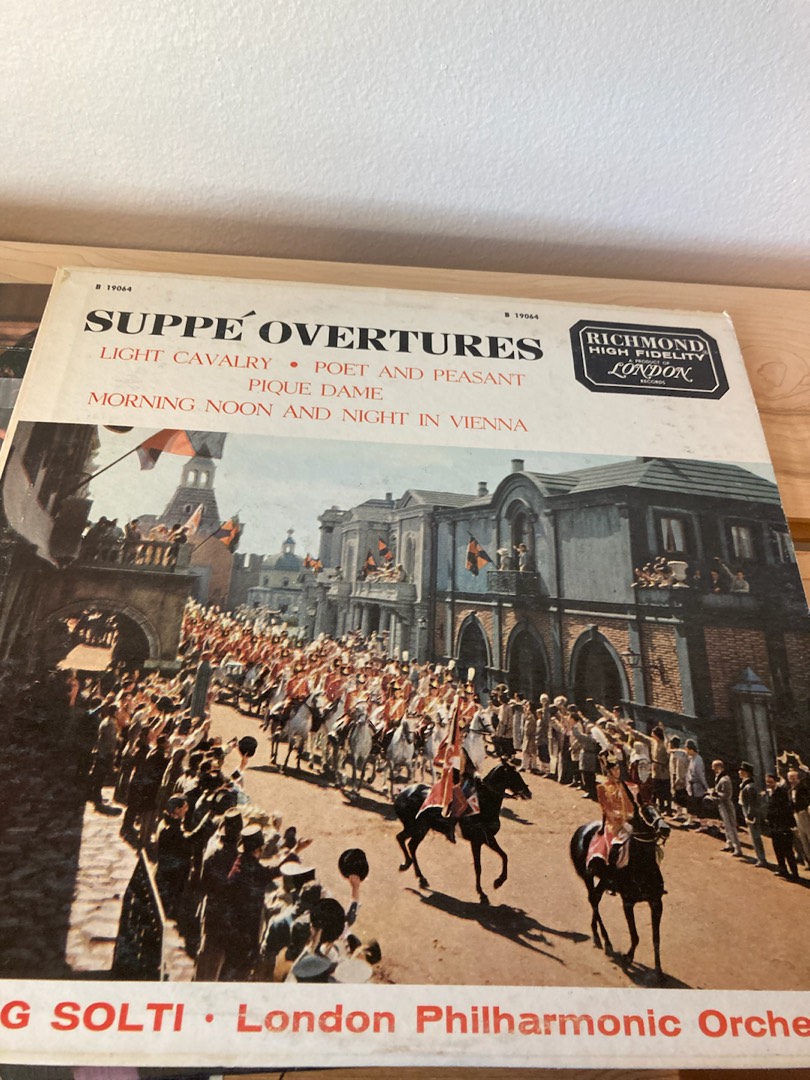 B 19064
B 19064
SUPPÉ OVERTURES
LIGHT CAVALRY • POET AND PEASANT
PIQUE DAME
MORNING NOON AND NIGHT IN VIENNA
RICHMOND
HIGH FIDELITY
A PRODUCT OF
LONDON
RECORDS
G SOLTI · London Philharmonic Orche